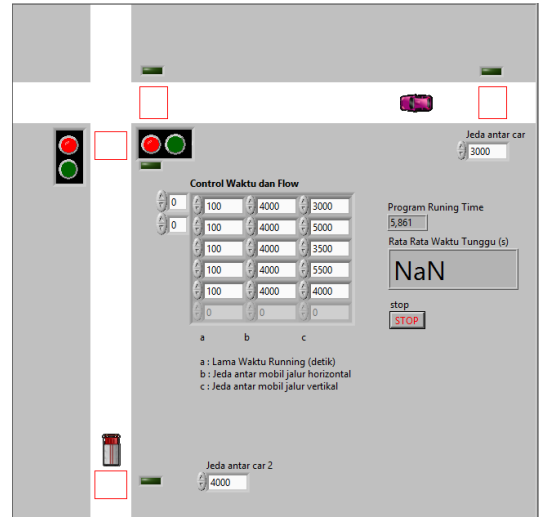 Jeda antar car
3000
Control Waktu dan Flow
0 100 4000 3000
0 100 4000 5000
100 4000 3500
100 4000 5500
100 4000 4000
0 0 0
a b c
a : Lama Waktu Running (detik)
b : Jeda antar mobil jalur horizontal
c : Jeda antar mobil jalur vertikal
Program Runing Time
5,861
Rata Rata Waktu Tunggu (s)
NaN
stop
STOP
Jeda antar car 2
4000